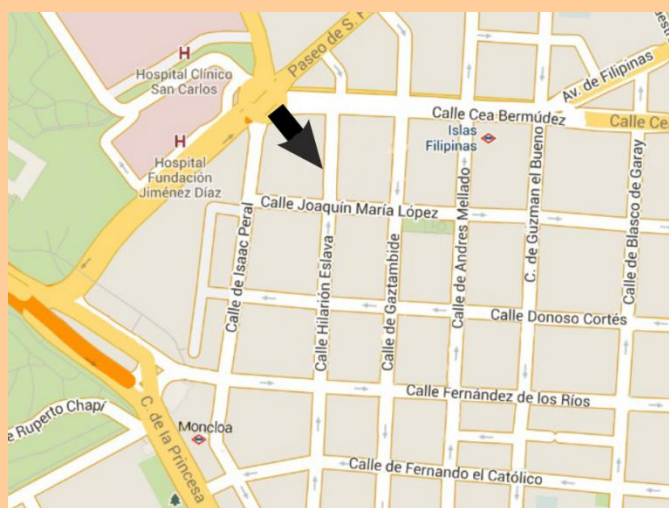 H
Hospital Clínico
San Carlos
Paseo de S. F
Av. de Filipinas
Calle Cea Bermúdez
Calle Cea
Islas
Filipinas
H
Hospital
Fundación
Jiménez Díaz
Calle Joaquín María López
Calle de Isaac Peral
Calle Hilarión Eslava
Calle de Gaztambide
Calle de Andres Mellado
C. de Guzman el Bueno
Calle de Blasco de Garay
Calle Donoso Cortés
Calle Fernández de los Ríos
e Ruperto Chapí
Moncloa
C. de la Princesa
Calle de Fernando el Católico